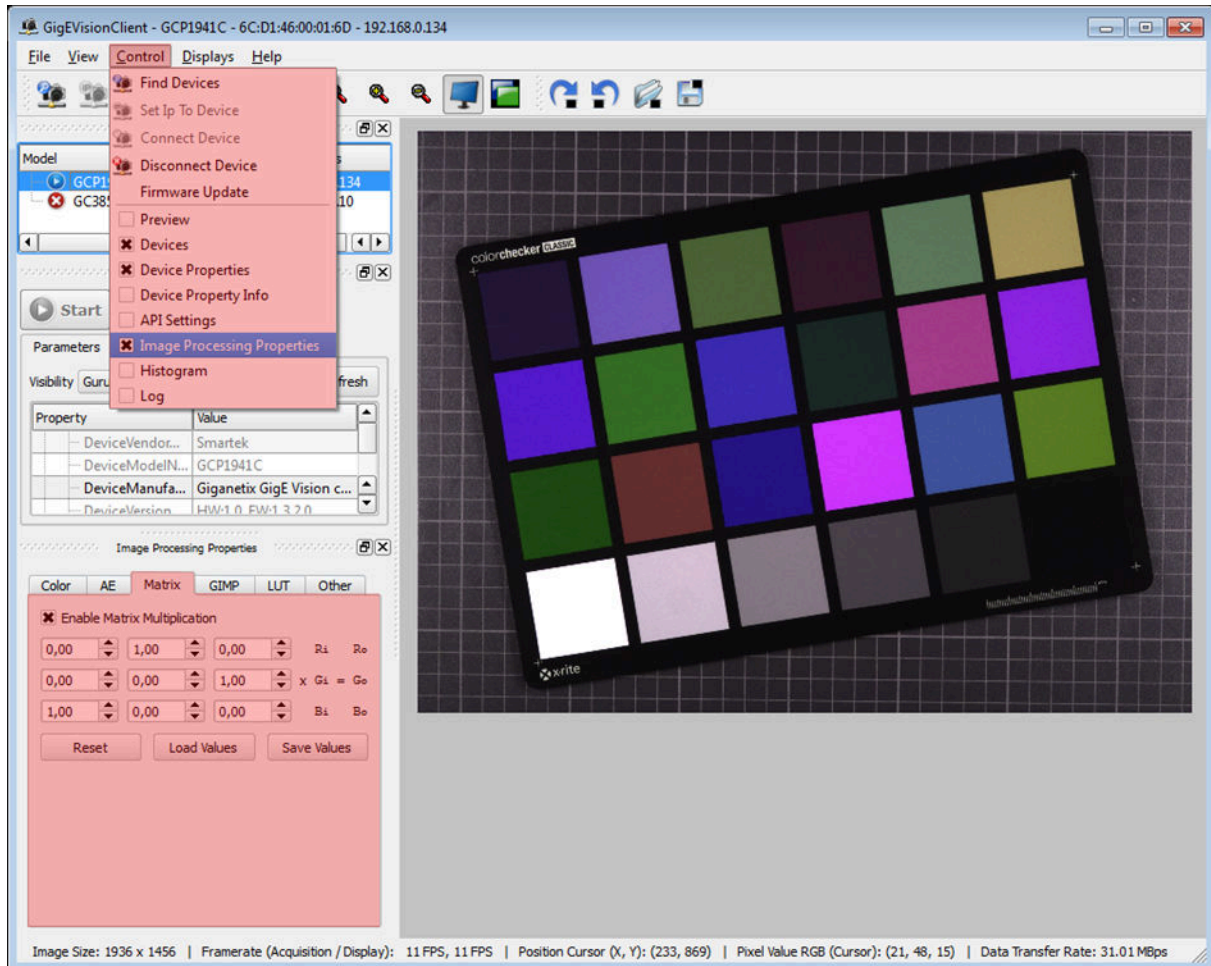 GigEVisionClient - GCP1941C - 6C:D1:46:00:01:6D - 192.168.0.134
File View Control Displays Help
Find Devices
Set Ip To Device
Connect Device
Disconnect Device
Firmware Update
Preview
Devices
Device Properties
Device Property Info
API Settings
Image Processing Properties
Histogram
Log
Model
GCP1 .134
GC385 10
Start
Parameters
Visibility Guru fresh
Property Value
DeviceVendor... Smartek
DeviceModelN... GCP1941C
DeviceManufa... Giganetix GigE Vision c...
DeviceVersion HW:1.0, FW:1.3.2.0
Image Processing Properties
Color AE Matrix GIMP LUT Other
Enable Matrix Multiplication
0,00 1,00 0,00 Ri Ro
0,00 0,00 1,00 x Gi = Go
1,00 0,00 0,00 Bi Bo
Reset Load Values Save Values
colorchecker CLASSIC
x-rite
Image Size: 1936 x 1456 | Framerate (Acquisition / Display): 11 FPS, 11 FPS | Position Cursor (X, Y): (233, 869) | Pixel Value RGB (Cursor): (21, 48, 15) | Data Transfer Rate: 31.01 MBps